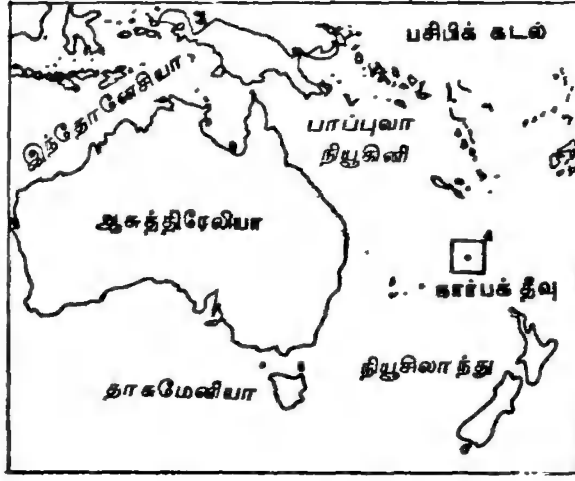 பசிபிக் கடல்
இந்தோனேசியா
பாப்புவா
நியூகினி
ஆசுத்திரேலியா
நார்பக் தீவு
நியூசிலாந்து
தாசுமேனியா